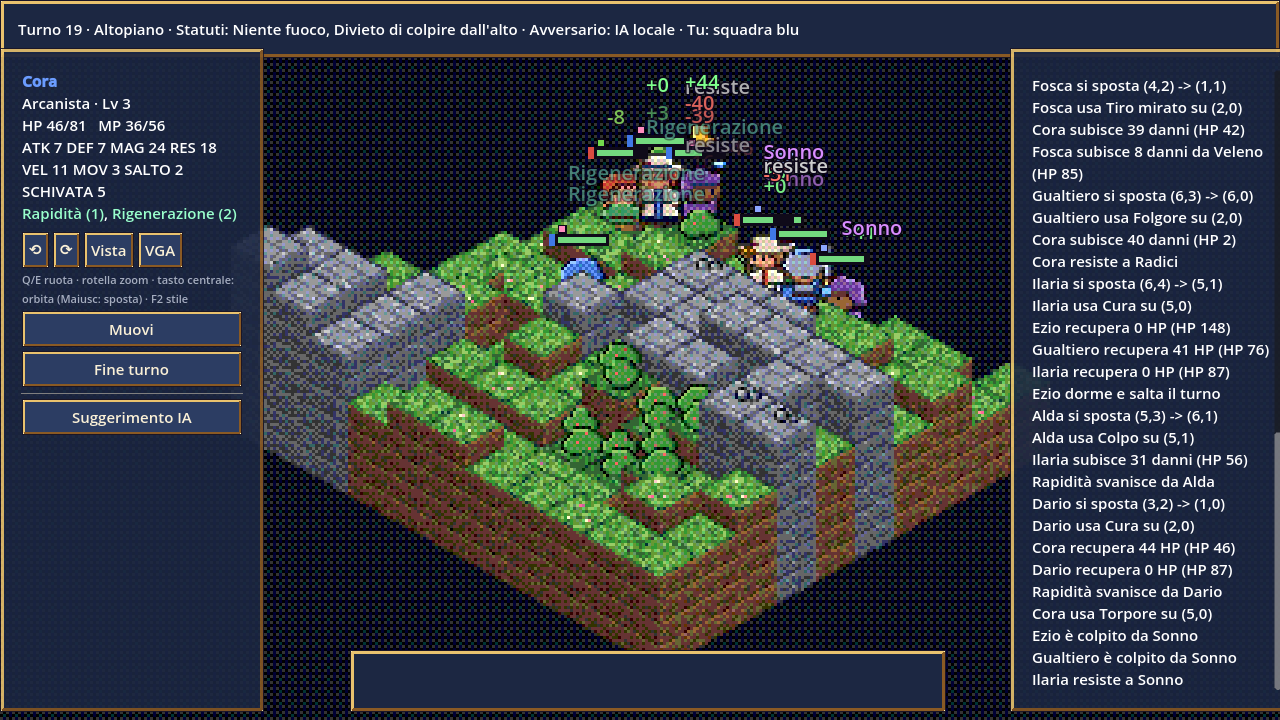 Turno 19 · Altopiano · Statuti: Niente fuoco, Divieto di colpire dall'alto · Avversario: IA locale · Tu: squadra blu
Cora
Arcanista · Lv 3
HP 46/81 MP 36/56
ATK 7 DEF 7 MAG 24 RES 18
VEL 11 MOV 3 SALTO 2
SCHIVATA 5
Rapidità (1), Rigenerazione (2)
⟲ ⟳ Vista VGA
Q/E ruota · rotella zoom · tasto centrale:
orbita (Maiusc: sposta) · F2 stile
Muovi
Fine turno
Suggerimento IA
+0 +44
resiste
-40
+3 -39
-8
Rigenerazione
resiste
Sonno
resiste
Rigenerazione
+0
Rigenerazione
Sonno
Fosca si sposta (4,2) -> (1,1)
Fosca usa Tiro mirato su (2,0)
Cora subisce 39 danni (HP 42)
Fosca subisce 8 danni da Veleno
(HP 85)
Gualtiero si sposta (6,3) -> (6,0)
Gualtiero usa Folgore su (2,0)
Cora subisce 40 danni (HP 2)
Cora resiste a Radici
Ilaria si sposta (6,4) -> (5,1)
Ilaria usa Cura su (5,0)
Ezio recupera 0 HP (HP 148)
Gualtiero recupera 41 HP (HP 76)
Ilaria recupera 0 HP (HP 87)
Ezio dorme e salta il turno
Alda si sposta (5,3) -> (6,1)
Alda usa Colpo su (5,1)
Ilaria subisce 31 danni (HP 56)
Rapidità svanisce da Alda
Dario si sposta (3,2) -> (1,0)
Dario usa Cura su (2,0)
Cora recupera 44 HP (HP 46)
Dario recupera 0 HP (HP 87)
Rapidità svanisce da Dario
Cora usa Torpore su (5,0)
Ezio è colpito da Sonno
Gualtiero è colpito da Sonno
Ilaria resiste a Sonno